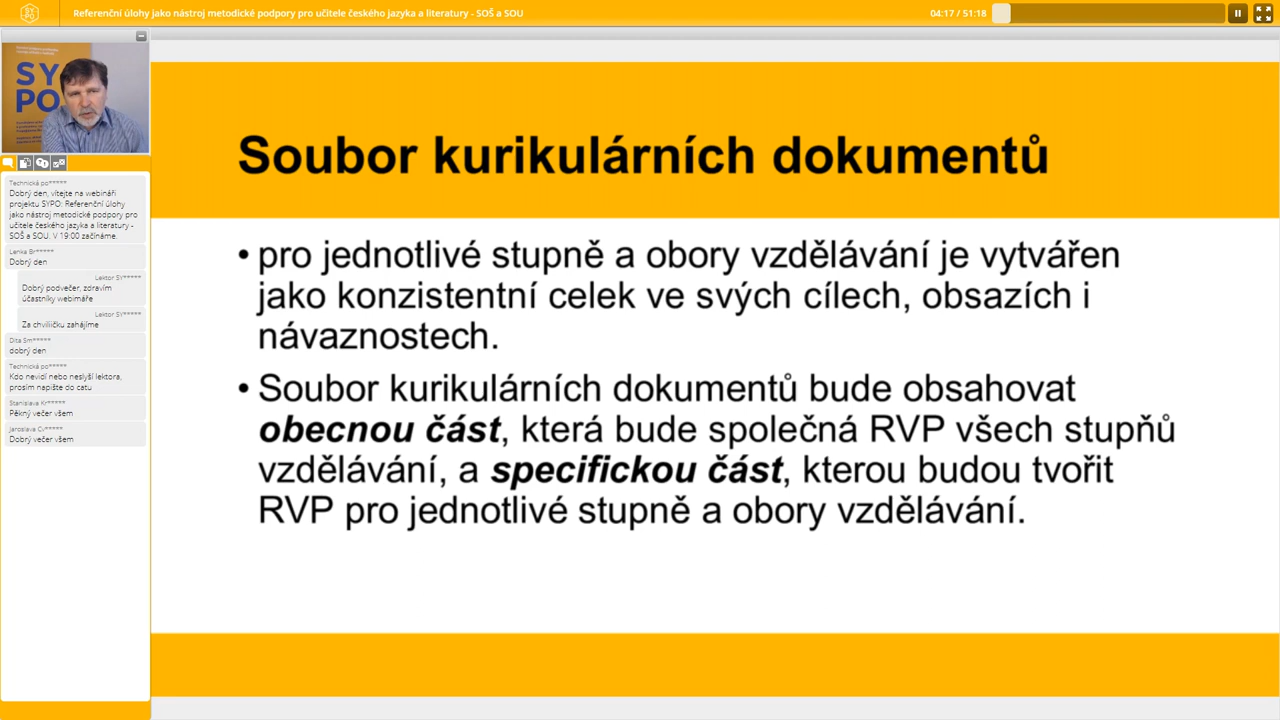 Referenční úlohy jako nástroj metodické podpory pro učitele českého jazyka a literatury - SOŠ a SOU
04:17 / 51:18
SY
PO
Technická po*****
Dobrý den, vítejte na webináři
projektu SYPO: Referenční úlohy
jako nástroj metodické podpory pro
učitele českého jazyka a literatury -
SOŠ a SOU. V 19:00 začínáme.
Lenka Br*****
Dobrý den
Lektor SY*****
Dobrý podvečer, zdravím
účastníky webimáře
Lektor SY*****
Za chviliičku zahájíme
Dita Sm*****
dobrý den
Technická po*****
Kdo nevidí nebo neslyší lektora,
prosím napište do catu
Stanislava Kr*****
Pěkný večer všem
Jaroslava Cv*****
Dobrý večer všem
Soubor kurikulárních dokumentů
• pro jednotlivé stupně a obory vzdělávání je vytvářen
jako konzistentní celek ve svých cílech, obsazích i
návaznostech.
• Soubor kurikulárních dokumentů bude obsahovat
obecnou část, která bude společná RVP všech stupňů
vzdělávání, a specifickou část, kterou budou tvořit
RVP pro jednotlivé stupně a obory vzdělávání.